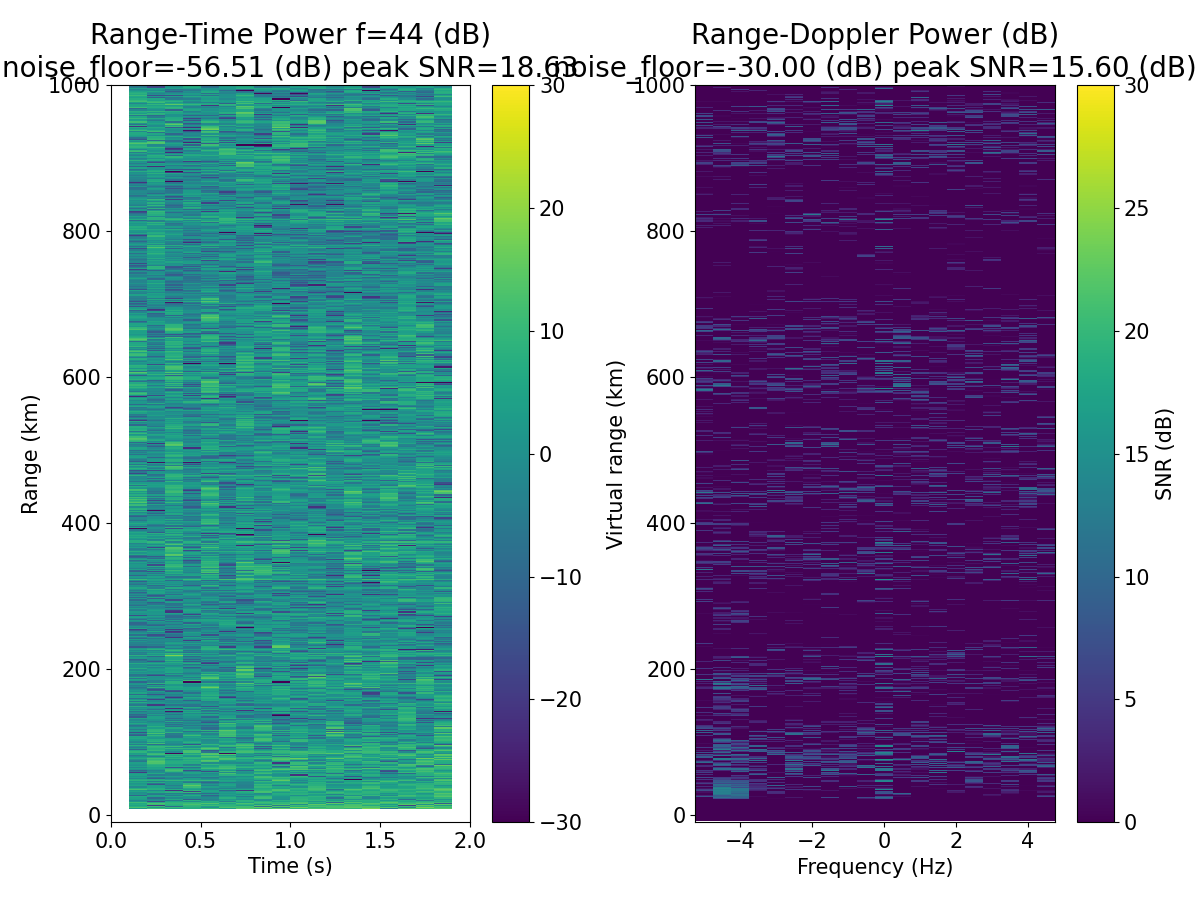 Range-Time Power f=44 (dB)
noise_floor=-56.51 (dB) peak SNR=18.63
Range-Doppler Power (dB)
noise_floor=-30.00 (dB) peak SNR=15.60 (dB)
1000
800
600
400
200
0
Range (km)
0.0 0.5 1.0 1.5 2.0
Time (s)
30
20
10
0
−10
−20
−30
1000
800
600
400
200
0
Virtual range (km)
−4 −2 0 2 4
Frequency (Hz)
30
25
20
15
10
5
0
SNR (dB)